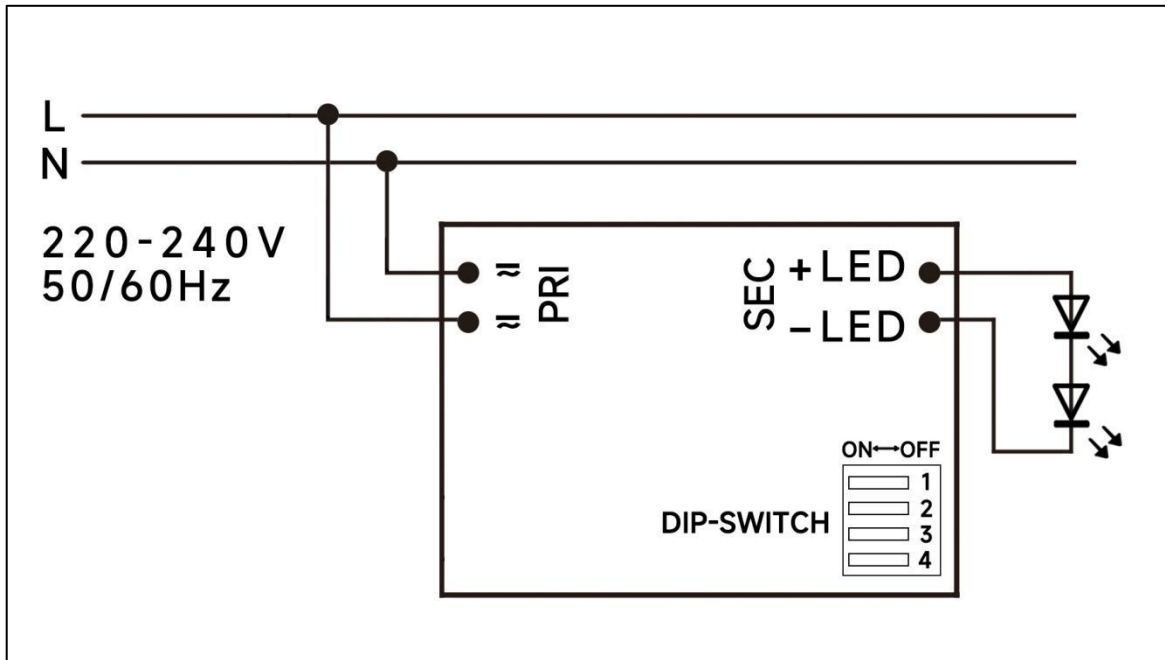 L
N
220-240V
50/60Hz
≂ PRI
≂
SEC +LED
−LED
ON↔OFF
1
2
DIP-SWITCH
3
4